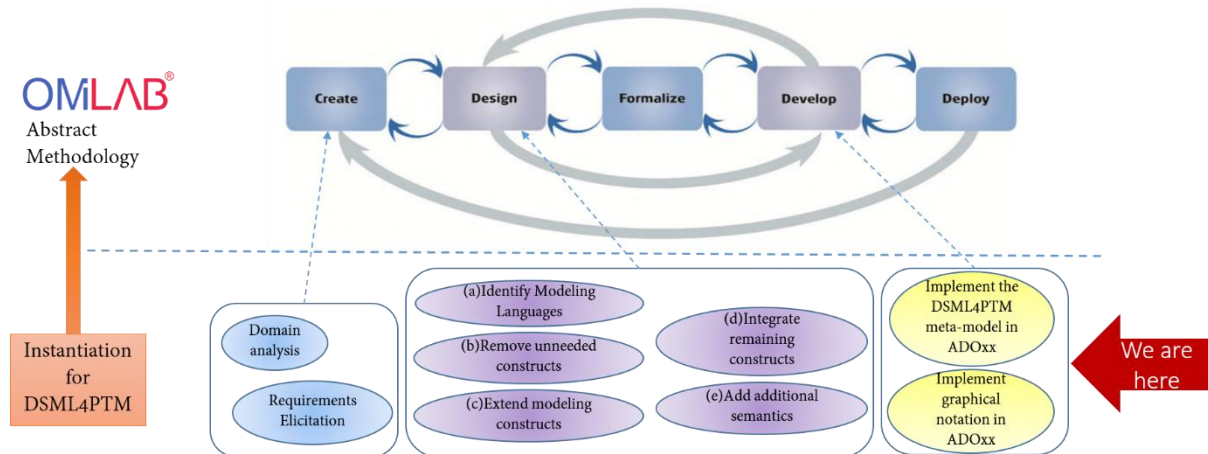 OMiLAB®
Abstract
Methodology
Create
Design
Formalize
Develop
Deploy
Instantiation
for
DSML4PTM
Domain
analysis
Requirements
Elicitation
(a)Identify Modeling
Languages
(b)Remove unneeded
constructs
(c)Extend modeling
constructs
(d)Integrate
remaining
constructs
(e)Add additional
semantics
Implement the
DSML4PTM
meta-model in
ADOxx
Implement
graphical
notation in
ADOxx
We are
here